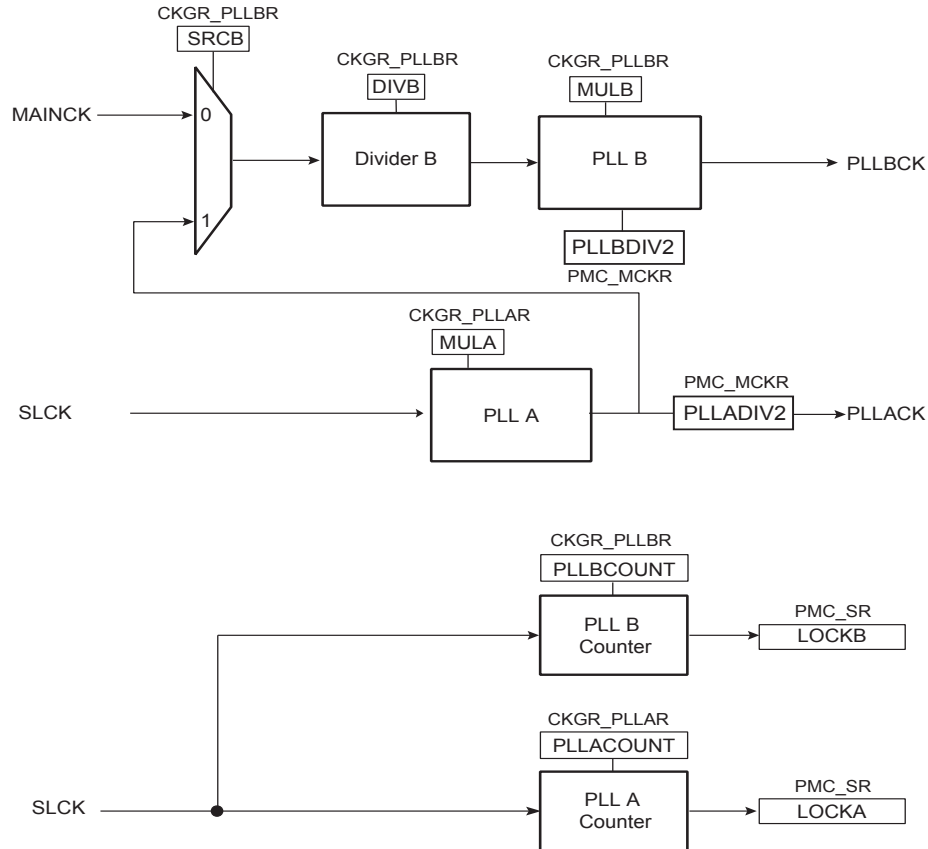 CKGR_PLLBR
SRCB
MAINCK
0
1
CKGR_PLLBR
DIVB
Divider B
CKGR_PLLBR
MULB
PLL B
PLLBDIV2
PMC_MCKR
PLLBCK
CKGR_PLLAR
MULA
SLCK
PLL A
PMC_MCKR
PLLADIV2
PLLACK
CKGR_PLLBR
PLLBCOUNT
PLL B
Counter
PMC_SR
LOCKB
CKGR_PLLAR
PLLACOUNT
SLCK
PLL A
Counter
PMC_SR
LOCKA